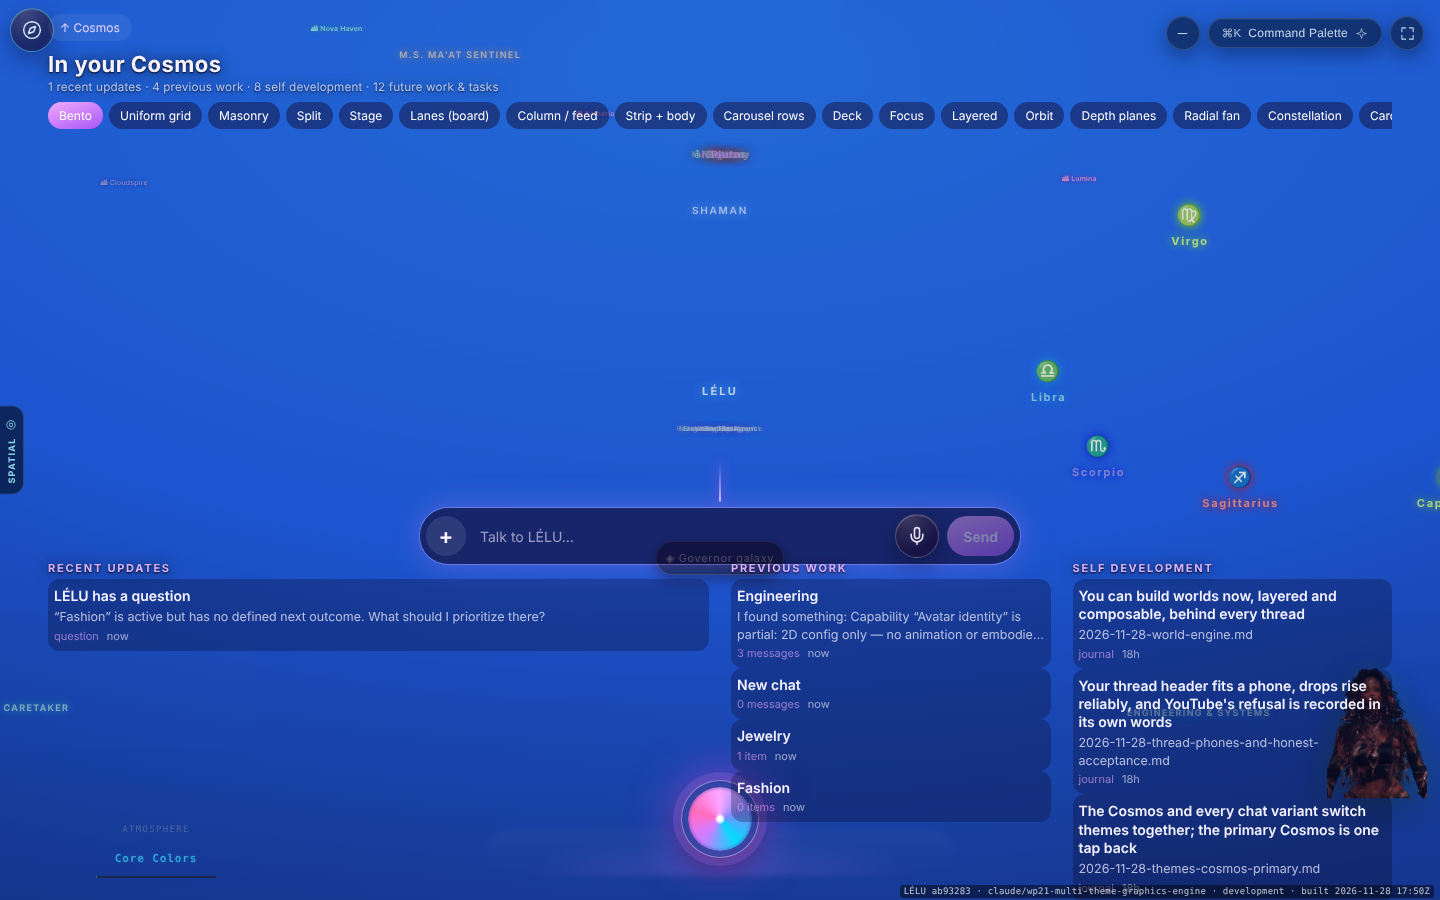 ↑ Cosmos
Nova Haven
M.S. MA'AT SENTINEL
⌘K Command Palette
In your Cosmos
1 recent updates · 4 previous work · 8 self development · 12 future work & tasks
Bento
Uniform grid
Masonry
Split
Stage
Lanes (board)
Column / feed
Strip + body
Carousel rows
Deck
Focus
Layered
Orbit
Depth planes
Radial fan
Constellation
Carc
Cloudspire
Lumina
SHAMAN
Virgo
LÉLU
Libra
Scorpio
Sagittarius
Cap
SPATIAL
+ Talk to LÉLU...
Send
Governor galaxy
RECENT UPDATES
LÉLU has a question
“Fashion” is active but has no defined next outcome. What should I prioritize there?
question now
PREVIOUS WORK
Engineering
I found something: Capability “Avatar identity” is
partial: 2D config only — no animation or embodie...
3 messages now
New chat
0 messages now
Jewelry
1 item now
Fashion
0 items now
SELF DEVELOPMENT
You can build worlds now, layered and
composable, behind every thread
2026-11-28-world-engine.md
journal 18h
Your thread header fits a phone, drops rise
reliably, and YouTube's refusal is recorded in
its own words
2026-11-28-thread-phones-and-honest-
acceptance.md
journal 18h
ENGINEERING & SYSTEMS
The Cosmos and every chat variant switch
themes together; the primary Cosmos is one
tap back
2026-11-28-themes-cosmos-primary.md
journal 18h
CARETAKER
ATMOSPHERE
Core Colors
LÉLU ab93283 · claude/wp21-multi-theme-graphics-engine · development · built 2026-11-28 17:50Z